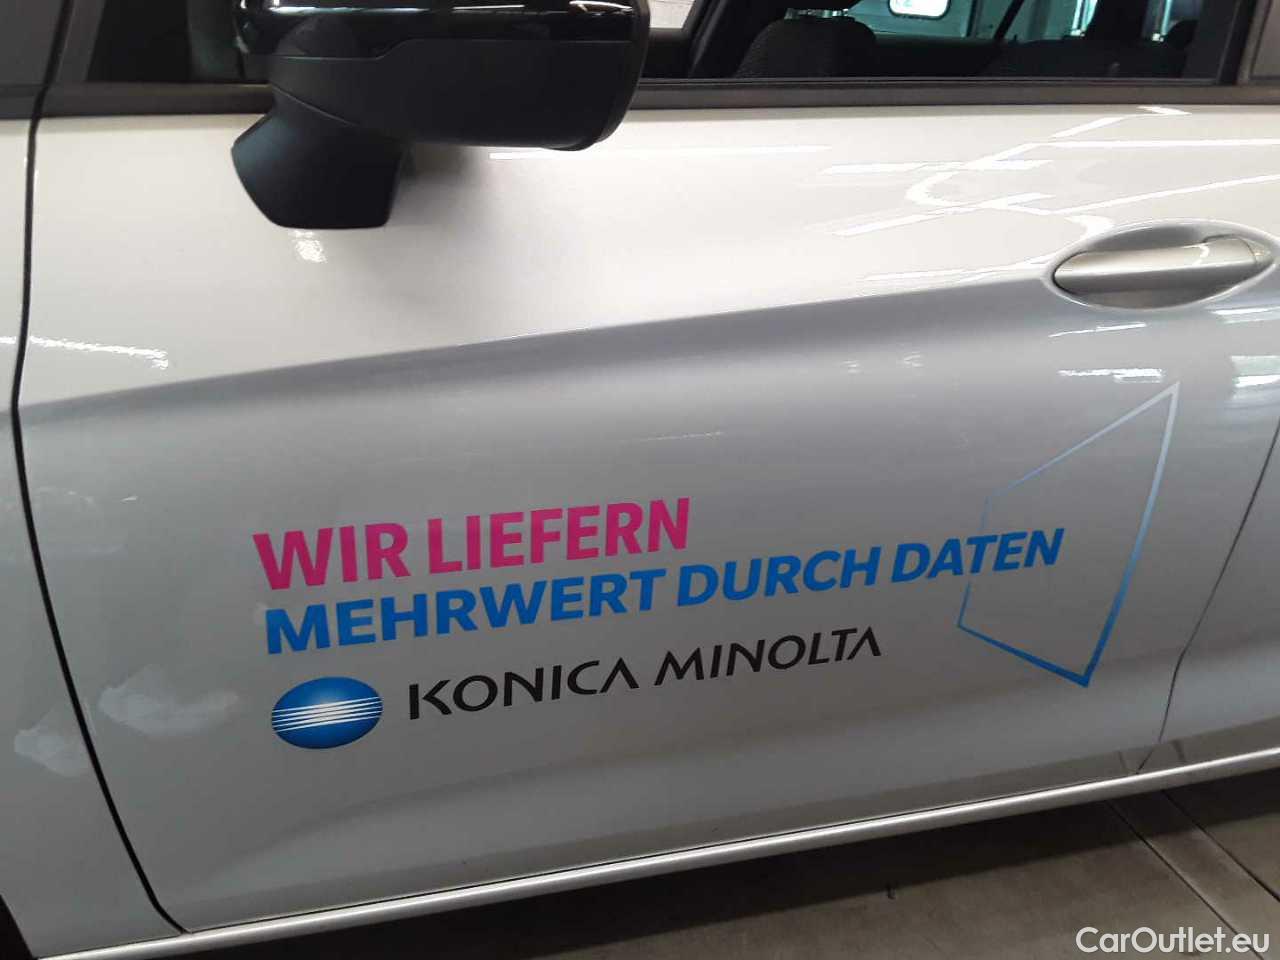 WIR LIEFERN
MEHRWERT DURCH DATEN
KONICA MINOLTA
CarOutlet.eu